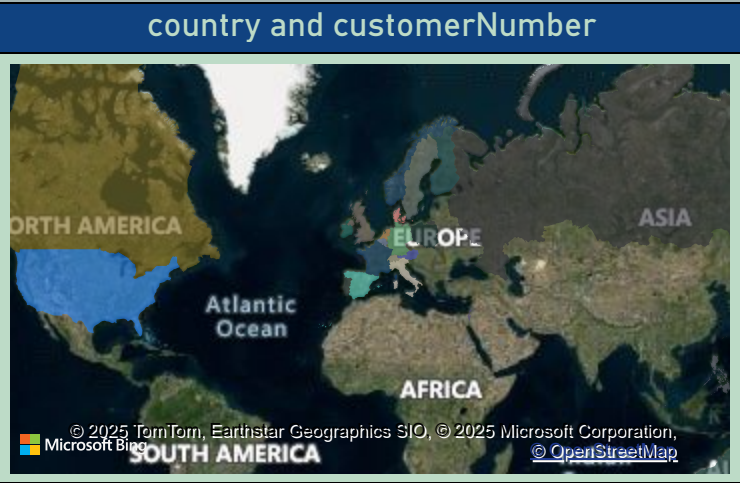 country and customerNumber
ORTH AMERICA
ASIA
EUROPE
Atlantic
Ocean
AFRICA
© 2025 TomTom, Earthstar Geographics SIO, © 2025 Microsoft Corporation,
Microsoft Bing
SOUTH AMERICA
© OpenStreetMap